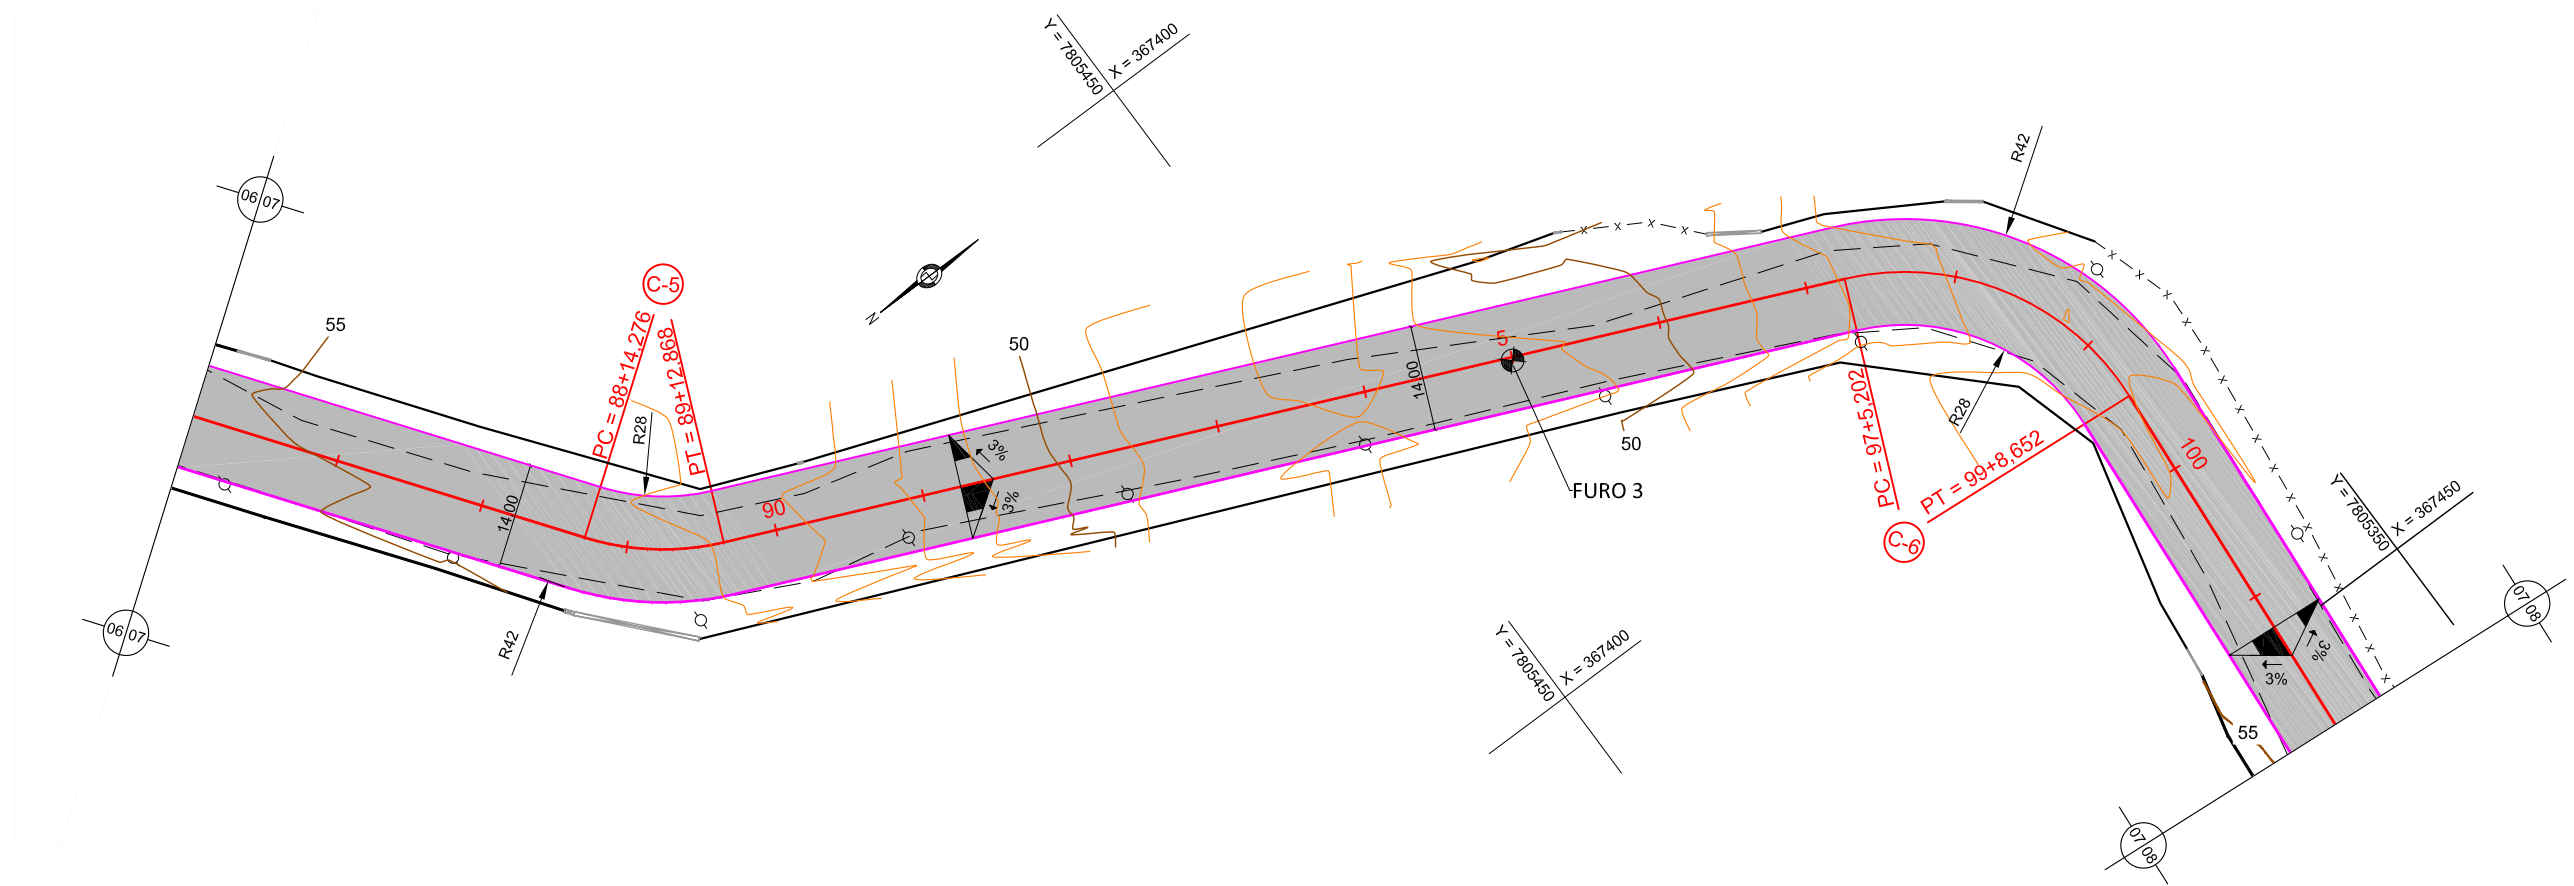 Y = 7805450
X = 367400
R42
06 07
C-5
N
55
PC = 88+14,276
PT = 89+12.868
R28
50
5
14.00
3%
3%
90
14.00
FURO 3
50
PC = 97+5,202
R28
PT = 99+8,652
100
C-6
Y = 7805350
X = 367450
06 07
R42
Y = 7805450
X = 367400
3%
3%
07 08
55
07 08